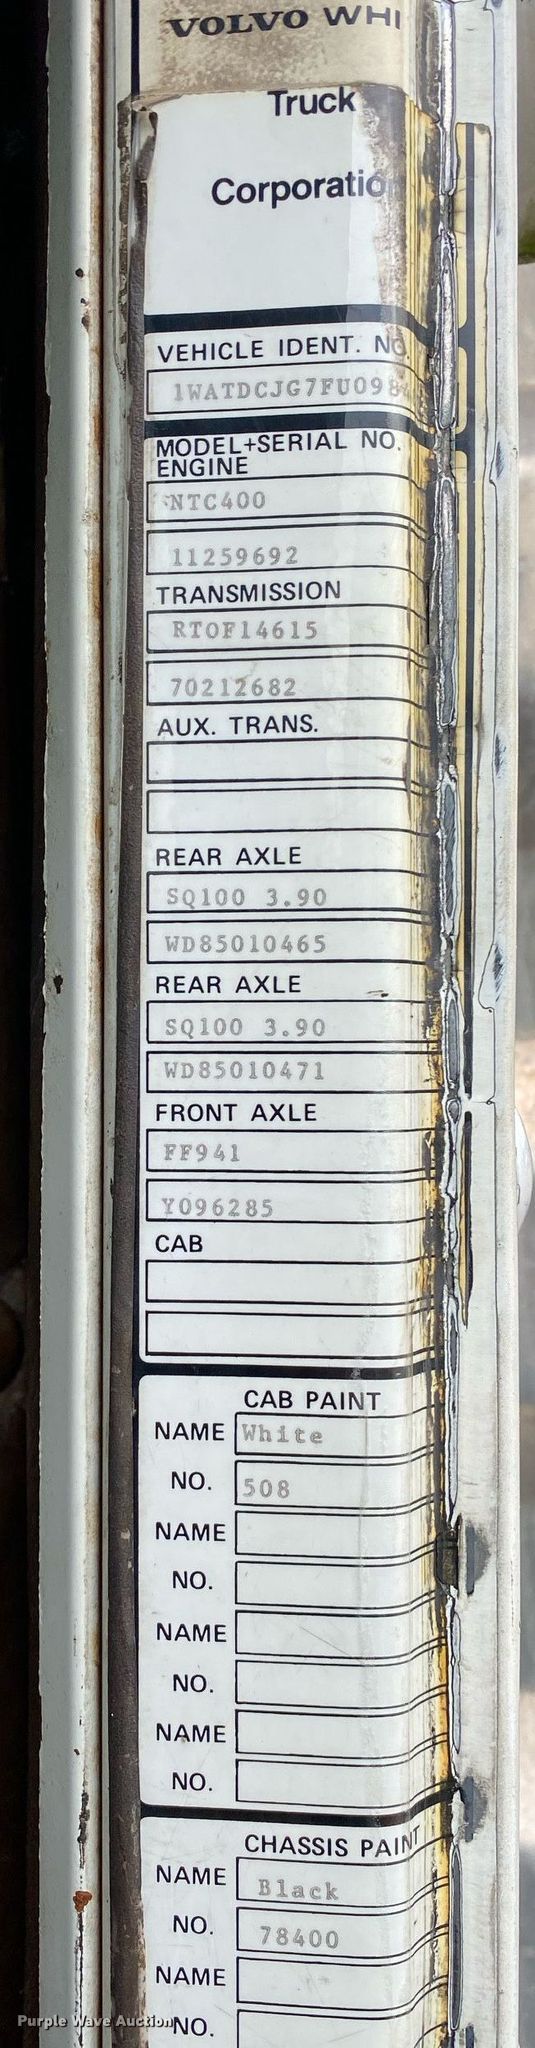 VOLVO WHI
Truck
Corporatio
VEHICLE IDENT. NO.
1WATDCJG7FU098
MODEL+SERIAL NO.
ENGINE
NTC400
11259692
TRANSMISSION
RTOF14615
70212682
AUX. TRANS.
REAR AXLE
SQ100 3.90
WD85010465
REAR AXLE
SQ100 3.90
WD85010471
FRONT AXLE
FF941
Y096285
CAB
CAB PAINT
NAME White
NO. 508
NAME
NO.
NAME
NO.
NAME
NO.
CHASSIS PAINT
NAME Black
NO. 78400
NAME
NO.
Purple Wave Auction